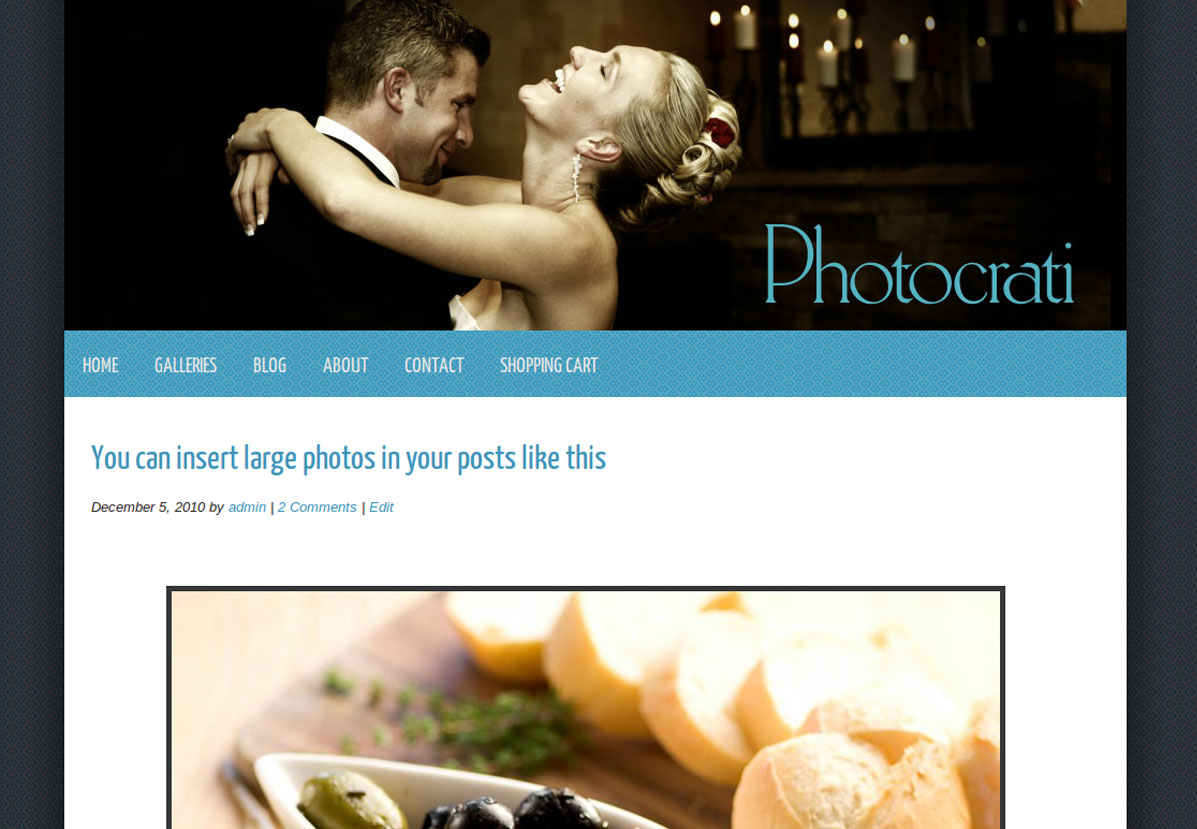 Photocrati
HOME GALLERIES BLOG ABOUT CONTACT SHOPPING CART
You can insert large photos in your posts like this
December 5, 2010 by admin | 2 Comments | Edit